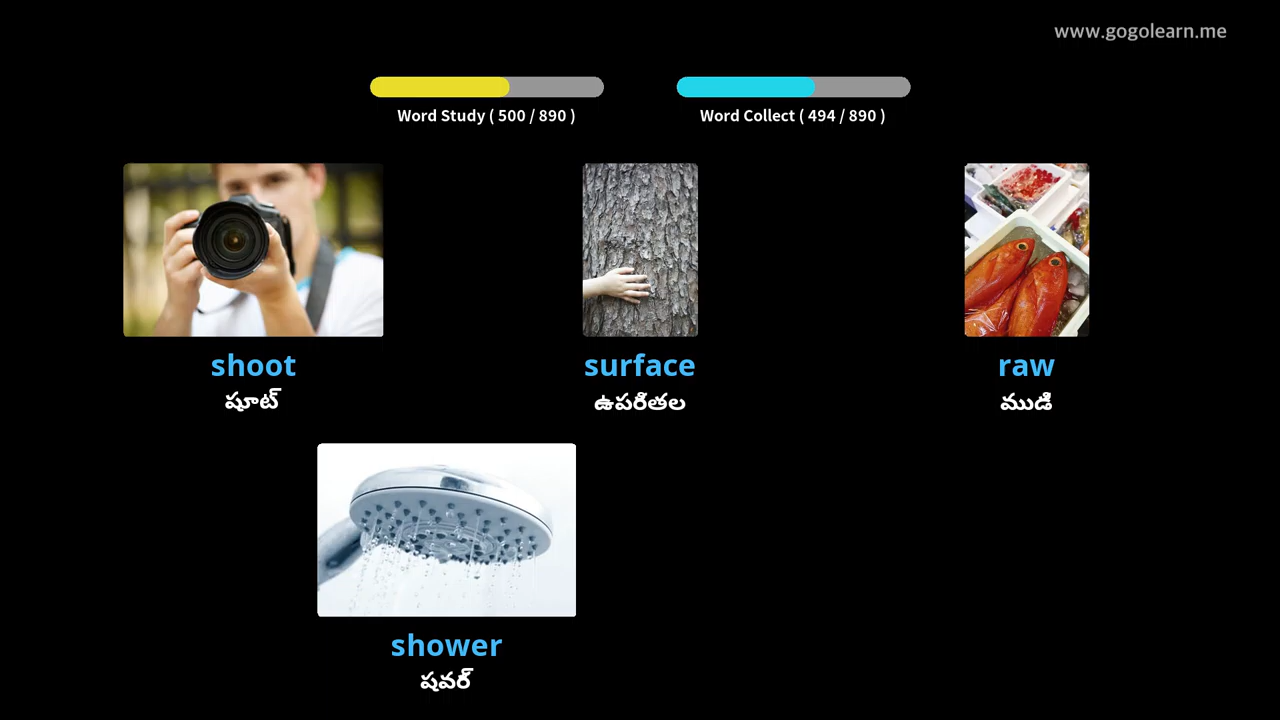 www.gogolearn.me
Word Study ( 500 / 890 )
Word Collect ( 494 / 890 )
shoot
షూట్
surface
ఉపరితల
raw
ముడి
shower
షవర్